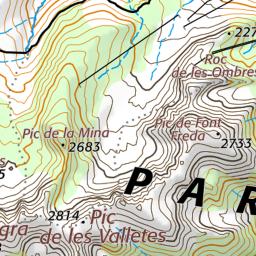 227
Roc
de les Ombres
Pic de la Mina
2683
Pic de Font
Freda
2733
PAR
2814
Pic
de les Valletes
gra